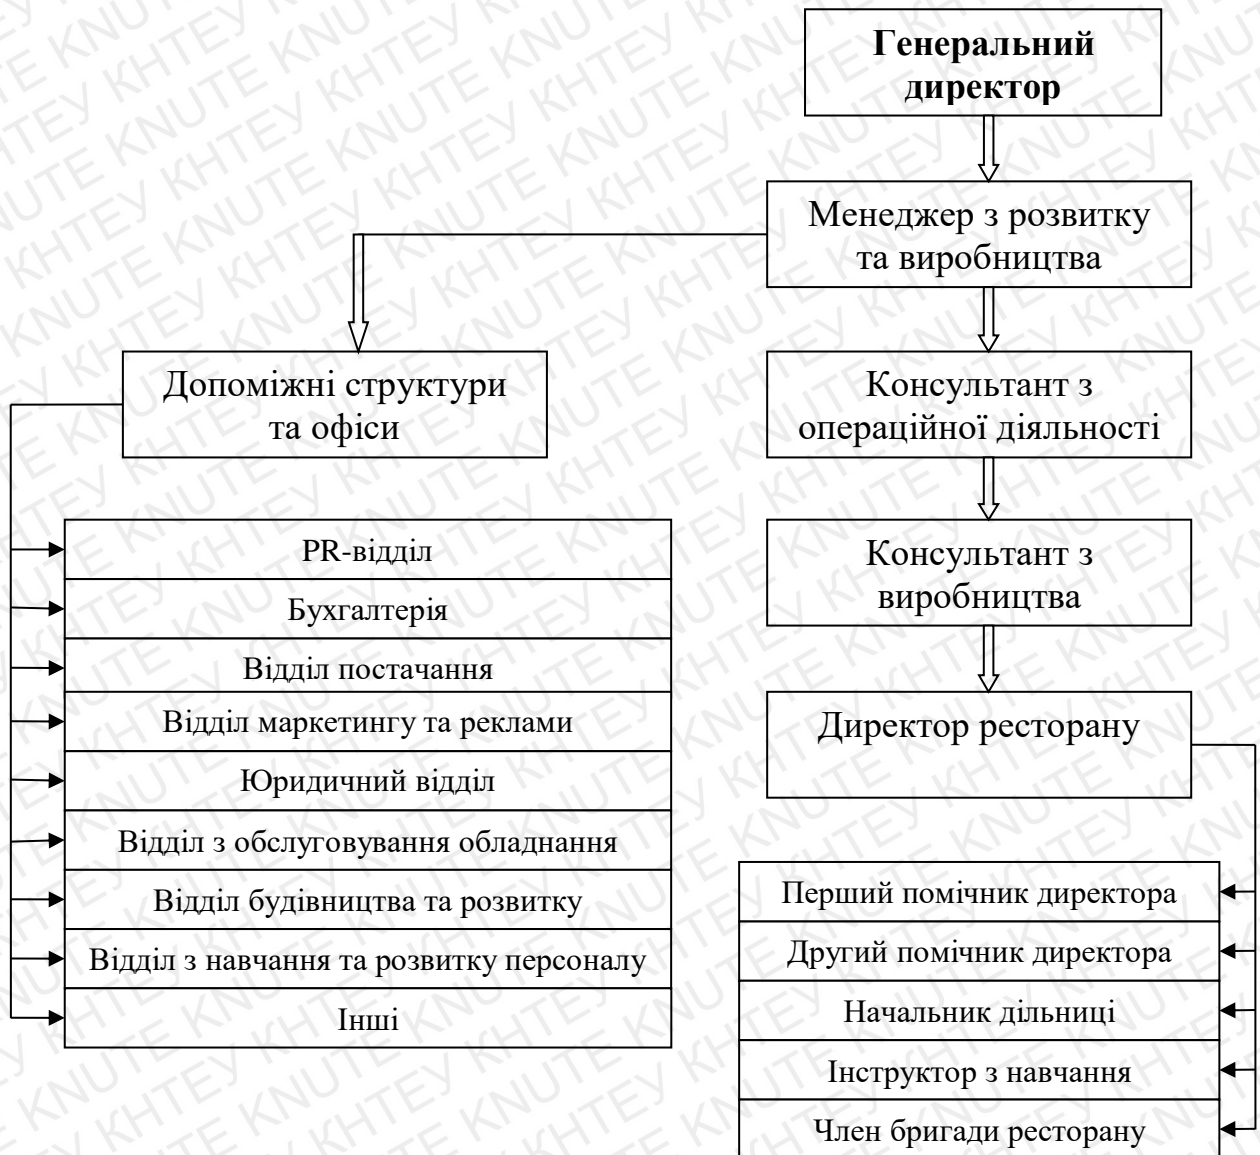 Генеральний
директор
Менеджер з розвитку
та виробництва
Допоміжні структури
та офіси
Консультант з
операційної діяльності
PR-відділ
Бухгалтерія
Відділ постачання
Відділ маркетингу та реклами
Юридичний відділ
Відділ з обслуговування обладнання
Відділ будівництва та розвитку
Відділ з навчання та розвитку персоналу
Інші
Консультант з
виробництва
Директор ресторану
Перший помічник директора
Другий помічник директора
Начальник дільниці
Інструктор з навчання
Член бригади ресторану
KNUTE КНТЕУ